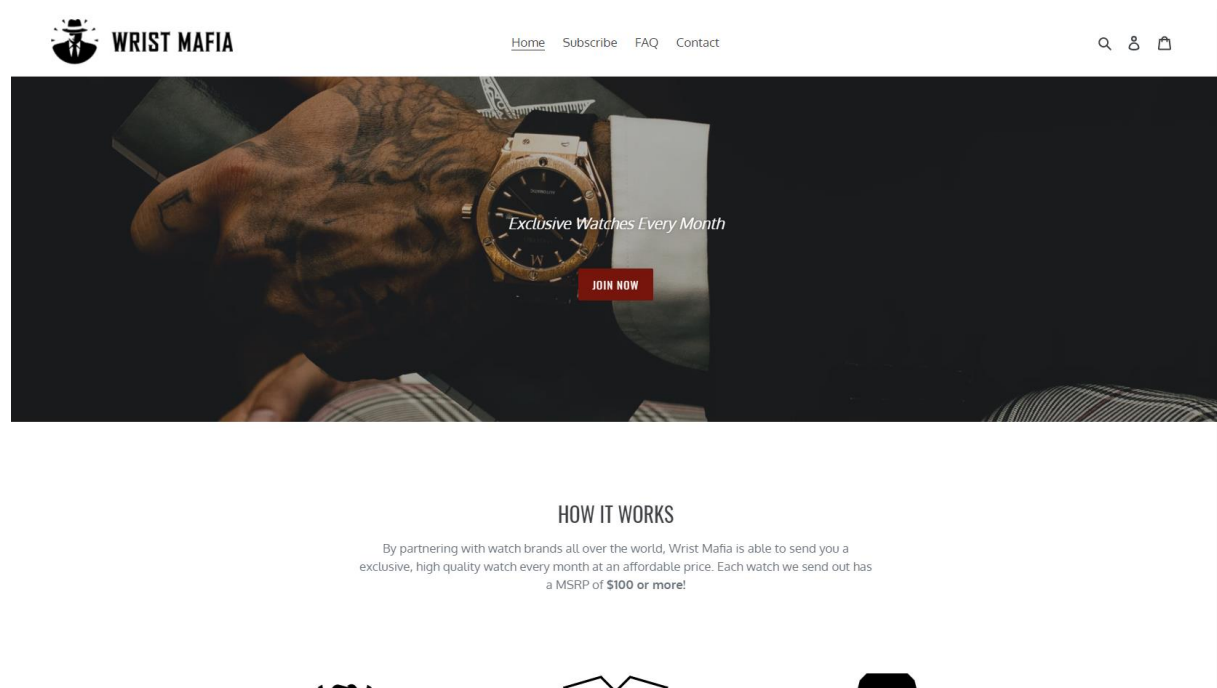 WRIST MAFIA
Home Subscribe FAQ Contact
Exclusive Watches Every Month
JOIN NOW
HOW IT WORKS
By partnering with watch brands all over the world, Wrist Mafia is able to send you a
exclusive, high quality watch every month at an affordable price. Each watch we send out has
a MSRP of $100 or more!